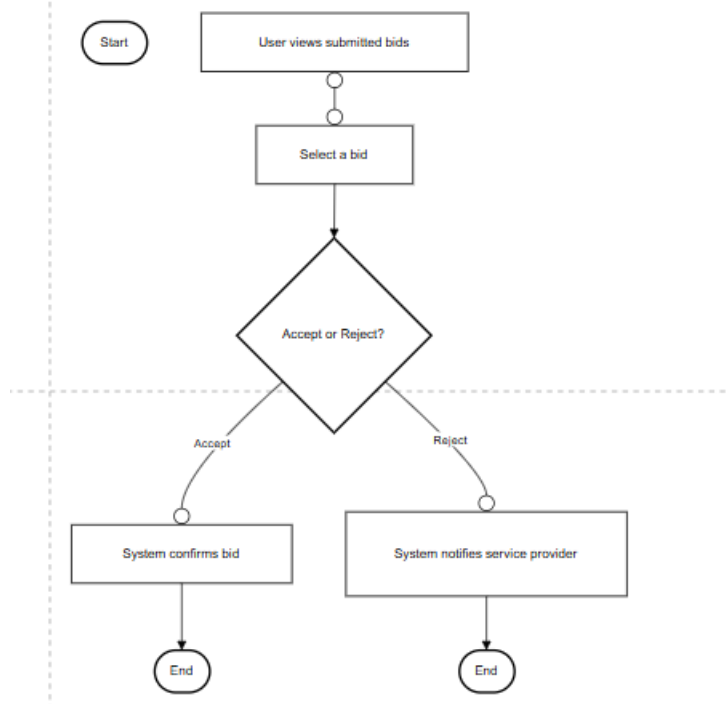 Start
User views submitted bids
Select a bid
Accept or Reject?
Accept
Reject
System confirms bid
System notifies service provider
End
End